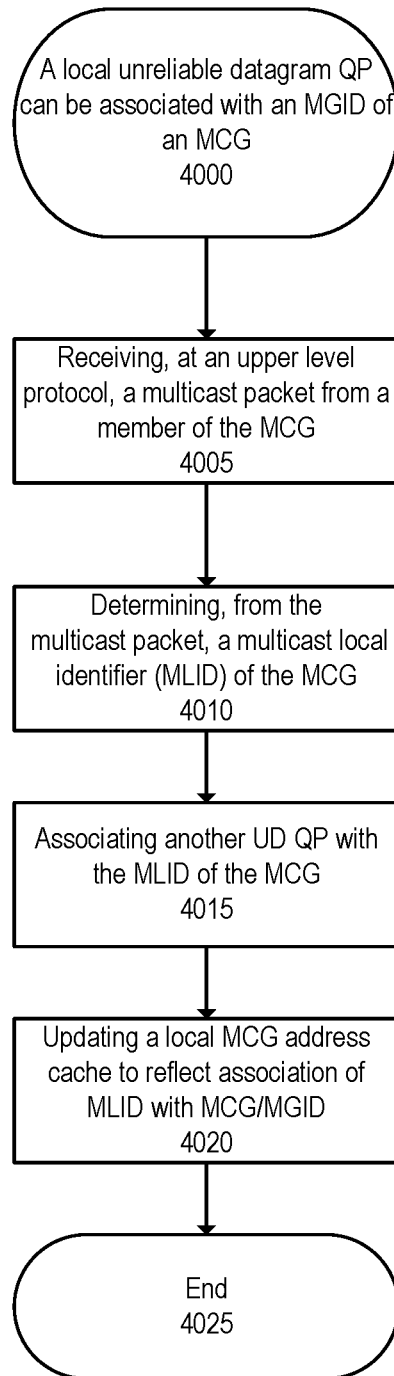 A local unreliable datagram QP
can be associated with an MGID of
an MCG
4000
Receiving, at an upper level
protocol, a multicast packet from a
member of the MCG
4005
Determining, from the
multicast packet, a multicast local
identifier (MLID) of the MCG
4010
Associating another UD QP with
the MLID of the MCG
4015
Updating a local MCG address
cache to reflect association of
MLID with MCG/MGID
4020
End
4025